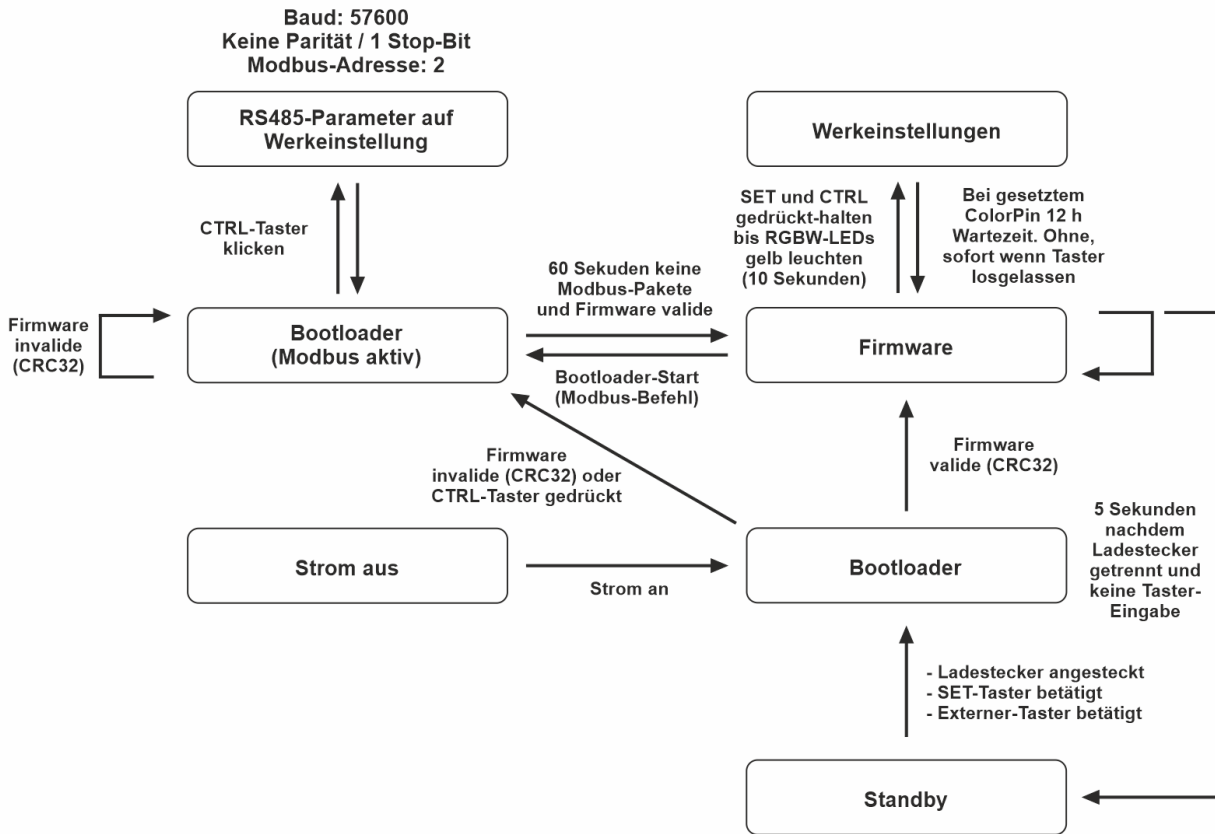 Baud: 57600
Keine Parität / 1 Stop-Bit
Modbus-Adresse: 2
RS485-Parameter auf
Werkeinstellung
Werkeinstellungen
CTRL-Taster
klicken
SET und CTRL
gedrückt-halten
bis RGBW-LEDs
gelb leuchten
(10 Sekunden)
Bei gesetztem
ColorPin 12 h
Wartezeit. Ohne,
sofort wenn Taster
losgelassen
60 Sekuden keine
Modbus-Pakete
und Firmware valide
Firmware
invalide
(CRC32)
Bootloader
(Modbus aktiv)
Firmware
Bootloader-Start
(Modbus-Befehl)
Firmware
invalide (CRC32) oder
CTRL-Taster gedrückt
Firmware
valide (CRC32)
Strom aus
Strom an
Bootloader
5 Sekunden
nachdem
Ladestecker
getrennt und
keine Taster-
Eingabe
- Ladestecker angesteckt
- SET-Taster betätigt
- Externer-Taster betätigt
Standby